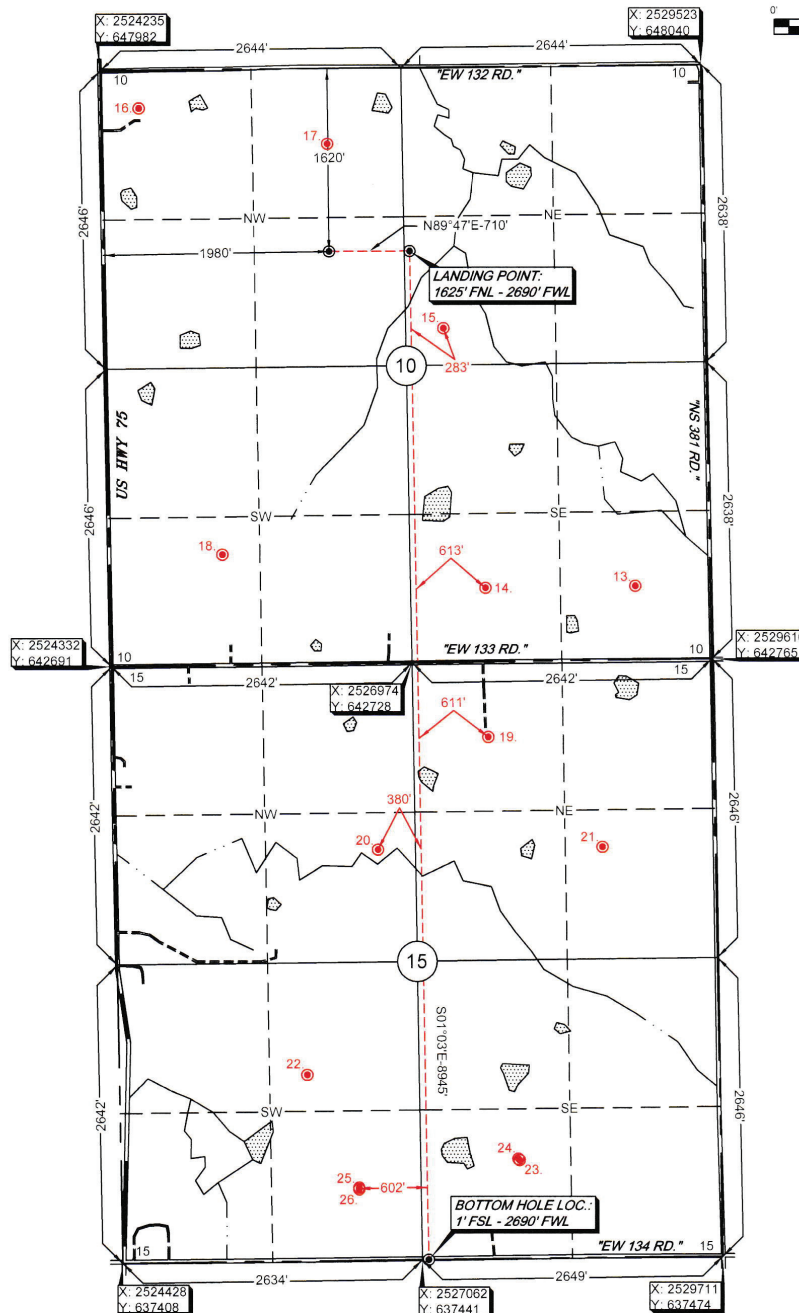 X: 2524235
Y: 647982
X: 2529523
Y: 648040
0'
2644'
2644'
"EW 132 RD."
10
10
16.
17.
1620'
2646'
NW
NE
2638'
N89°47'E-710'
1980'
LANDING POINT:
1625' FNL - 2690' FWL
15.
283'
10
US HWY 75
"NS 381 RD."
2646'
SW
SE
2638'
18.
613'
14.
13.
X: 2524332
Y: 642691
10
"EW 133 RD."
10
X: 252961
Y: 642765
15
15
2642'
2642'
X: 2526974
Y: 642728
611'
19.
380'
2642'
NW
NE
2646'
20.
21.
15
S01°03'E-8945'
22.
2642'
SW
SE
2646'
24.
23.
25.
26.
602'
BOTTOM HOLE LOC.:
1' FSL - 2690' FWL
15
"EW 134 RD."
15
2634'
2649'
X: 2524428
Y: 637408
X: 2527062
Y: 637441
X: 2529711
Y: 637474